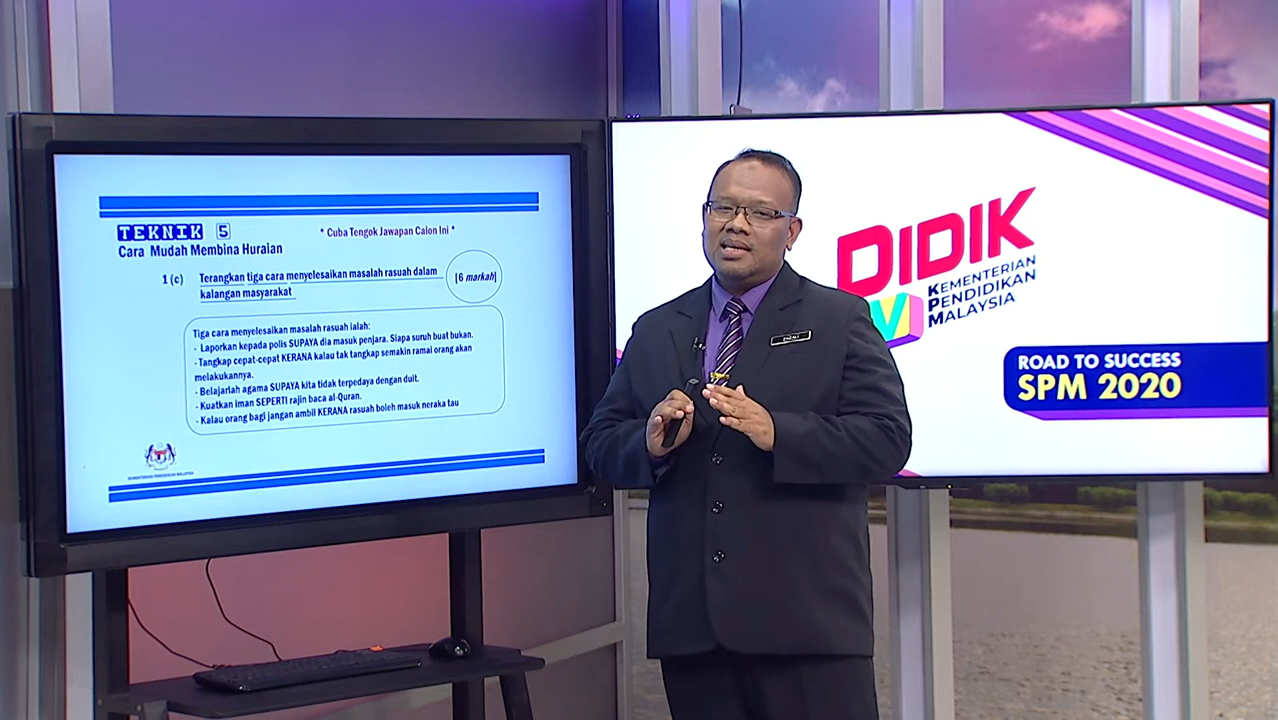 TEKNIK 5
* Cuba Tengok Jawapan Calon Ini *
Cara Mudah Membina Huraian
1 (c) Terangkan tiga cara menyelesaikan masalah rasuah dalam
kalangan masyarakat
[6 markah]
Tiga cara menyelesaikan masalah rasuah ialah:
- Laporkan kepada polis SUPAYA dia masuk penjara. Siapa suruh buat bukan.
- Tangkap cepat-cepat KERANA kalau tak tangkap semakin ramai orang akan
melakukannya.
- Belajarlah agama SUPAYA kita tidak terpedaya dengan duit.
- Kuatkan iman SEPERTI rajin baca al-Quran.
- Kalau orang bagi jangan ambil KERANA rasuah boleh masuk neraka tau
KEMENTERIAN PENDIDIKAN MALAYSIA
DIDIK
TV
KEMENTERIAN
PENDIDIKAN
MALAYSIA
ROAD TO SUCCESS
SPM 2020